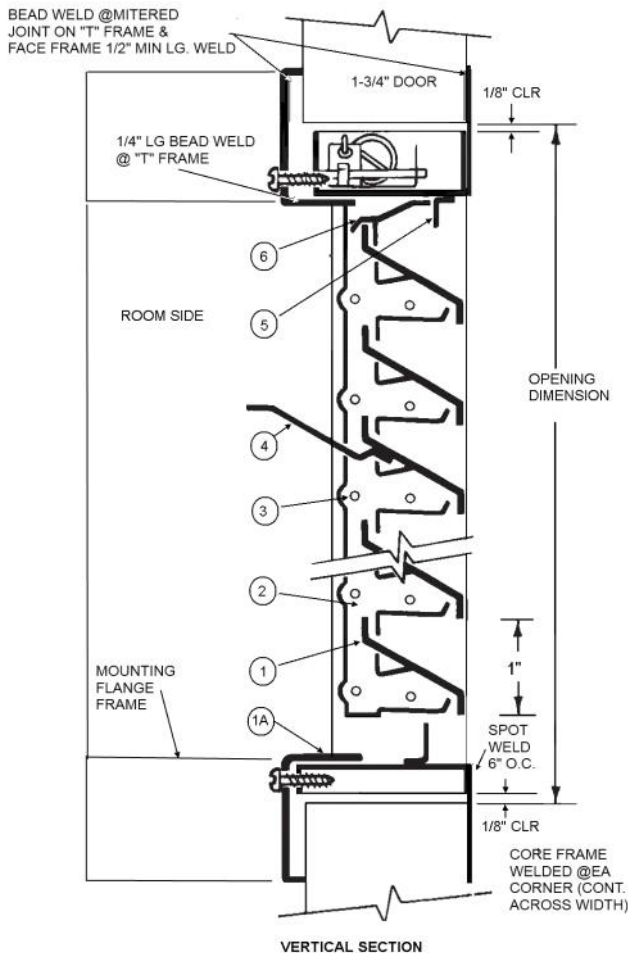 BEAD WELD @MITERED
JOINT ON "T" FRAME &
FACE FRAME 1/2" MIN LG. WELD
1-3/4" DOOR
1/8" CLR
1/4" LG BEAD WELD
@ "T" FRAME
6
5
ROOM SIDE
OPENING
DIMENSION
4
3
2
1
1"
MOUNTING
FLANGE
FRAME
1A
SPOT
WELD
6" O.C.
1/8" CLR
CORE FRAME
WELDED @EA
CORNER (CONT.
ACROSS WIDTH)
VERTICAL SECTION